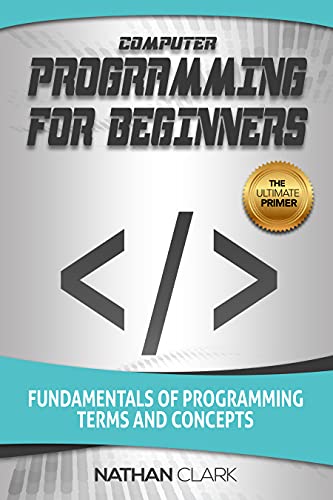 COMPUTER
PROGRAMMING
FOR BEGINNERS
THE
ULTIMATE
PRIMER
</>
FUNDAMENTALS OF PROGRAMMING
TERMS AND CONCEPTS
NATHAN CLARK